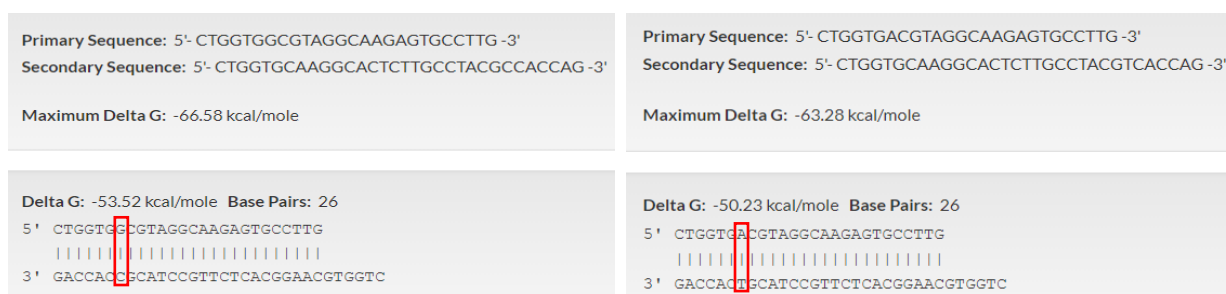 Primary Sequence: 5'- CTGGTGGCGTAGGCAAGAGTGCCTTG -3'
Secondary Sequence: 5'- CTGGTGCAAGGCACTCTTGCCTACGCCACCAG -3'
Maximum Delta G: -66.58 kcal/mole
Delta G: -53.52 kcal/mole Base Pairs: 26
5' CTGGTGGCGTAGGCAAGAGTGCCTTG
||||||||||||||||||||||||||
3' GACCACCGCATCCGTTCTCACGGAACGTGGTC
Primary Sequence: 5'- CTGGTGACGTAGGCAAGAGTGCCTTG -3'
Secondary Sequence: 5'- CTGGTGCAAGGCACTCTTGCCTACGTCACCAG -3'
Maximum Delta G: -63.28 kcal/mole
Delta G: -50.23 kcal/mole Base Pairs: 26
5' CTGGTGACGTAGGCAAGAGTGCCTTG
||||||||||||||||||||||||||
3' GACCACTGCATCCGTTCTCACGGAACGTGGTC